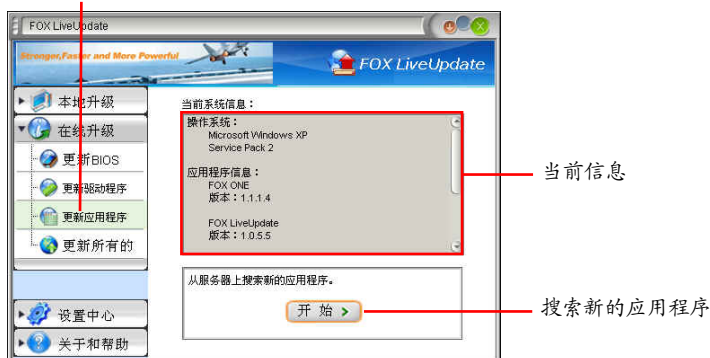 FOX LiveUpdate
Stronger,Faster and More Powerful
FOX LiveUpdate
本地升级
在线升级
更新BIOS
更新驱动程序
更新应用程序
更新所有的
设置中心
关于和帮助
当前系统信息：
操作系统：
Microsoft Windows XP
Service Pack 2
应用程序信息：
FOX ONE
版本：1.1.1.4
FOX LiveUpdate
版本：1.0.5.5
从服务器上搜索新的应用程序。
开 始
当前信息
搜索新的应用程序